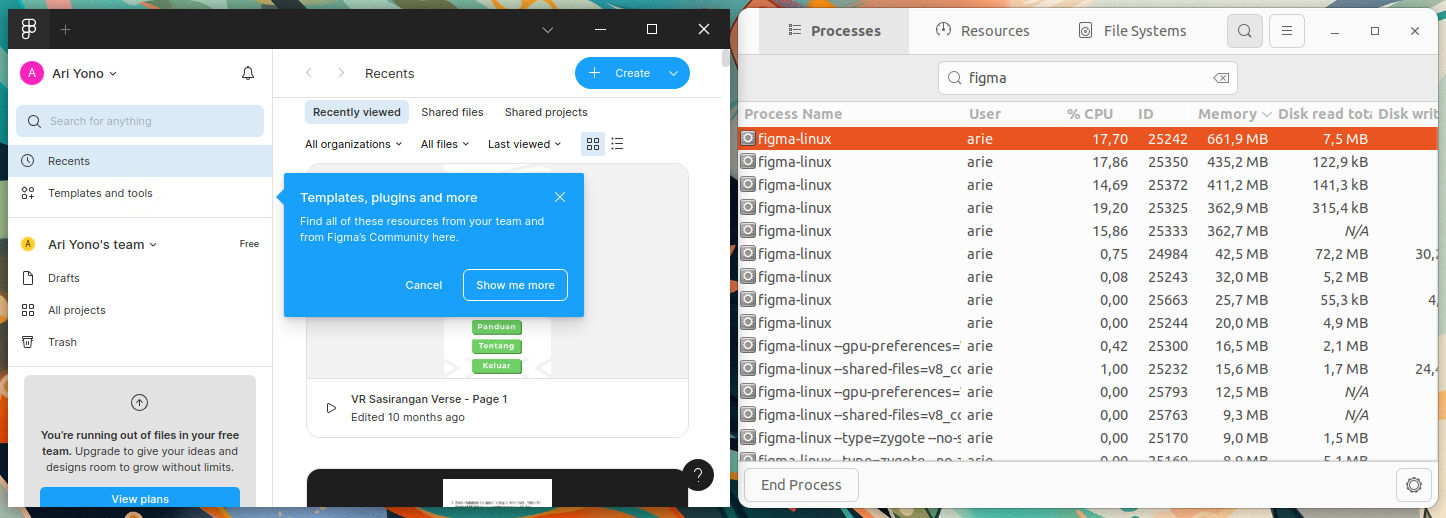 A Ari Yono
Search for anything
Recents
Templates and tools
A Ari Yono's team Free
Drafts
All projects
Trash
You're running out of files in your free
team. Upgrade to give your ideas and
designs room to grow without limits.
View plans
Recents
Create
Recently viewed Shared files Shared projects
All organizations All files Last viewed
Templates, plugins and more
Find all of these resources from your team and
from Figma's Community here.
Cancel Show me more
Panduan
Tentang
Keluar
VR Sasirangan Verse - Page 1
Edited 10 months ago
?
Processes Resources File Systems
figma
Process Name User % CPU ID Memory Disk read tota Disk writ
figma-linux arie 17,70 25242 661,9 MB 7,5 MB
figma-linux arie 17,86 25350 435,2 MB 122,9 kB
figma-linux arie 14,69 25372 411,2 MB 141,3 kB
figma-linux arie 19,20 25325 362,9 MB 315,4 kB
figma-linux arie 15,86 25333 362,7 MB N/A
figma-linux arie 0,75 24984 42,5 MB 72,2 MB 30,2
figma-linux arie 0,08 25243 32,0 MB 5,2 MB
figma-linux arie 0,00 25663 25,7 MB 55,3 kB 4,
figma-linux arie 0,00 25244 20,0 MB 4,9 MB
figma-linux --gpu-preferences= arie 0,42 25300 16,5 MB 2,1 MB
figma-linux --shared-files=v8_co arie 1,00 25232 15,6 MB 1,7 MB 24,4
figma-linux --gpu-preferences= arie 0,00 25793 12,5 MB N/A
figma-linux --shared-files=v8_co arie 0,00 25763 9,3 MB N/A
figma-linux --type=zygote --no-s arie 0,00 25170 9,0 MB 1,5 MB
figma-linux --type=zygote --no-s arie 0,00 25169 8,9 MB 5,1 MB
End Process